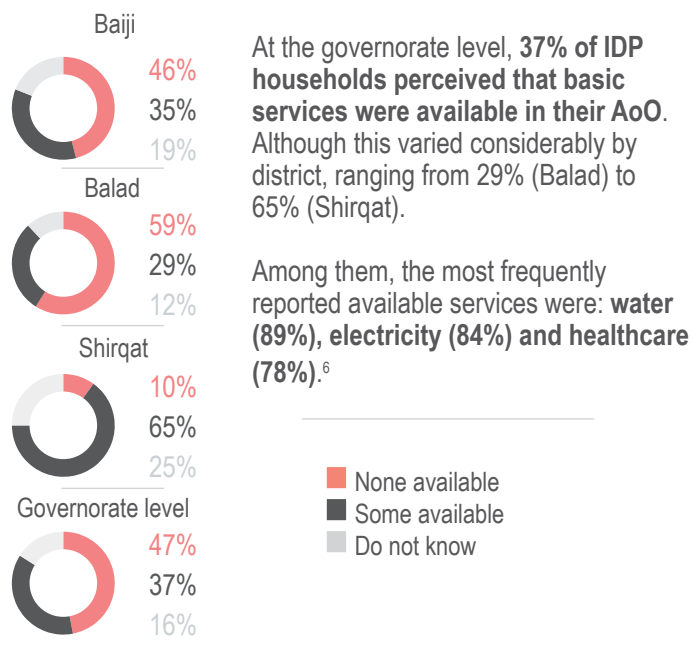 Baiji
46%
35%
19%
Balad
59%
29%
12%
Shirqat
10%
65%
25%
Governorate level
47%
37%
16%
At the governorate level, 37% of IDP
households perceived that basic
services were available in their AoO.
Although this varied considerably by
district, ranging from 29% (Balad) to
65% (Shirqat).
Among them, the most frequently
reported available services were: water
(89%), electricity (84%) and healthcare
(78%).⁶
None available
Some available
Do not know